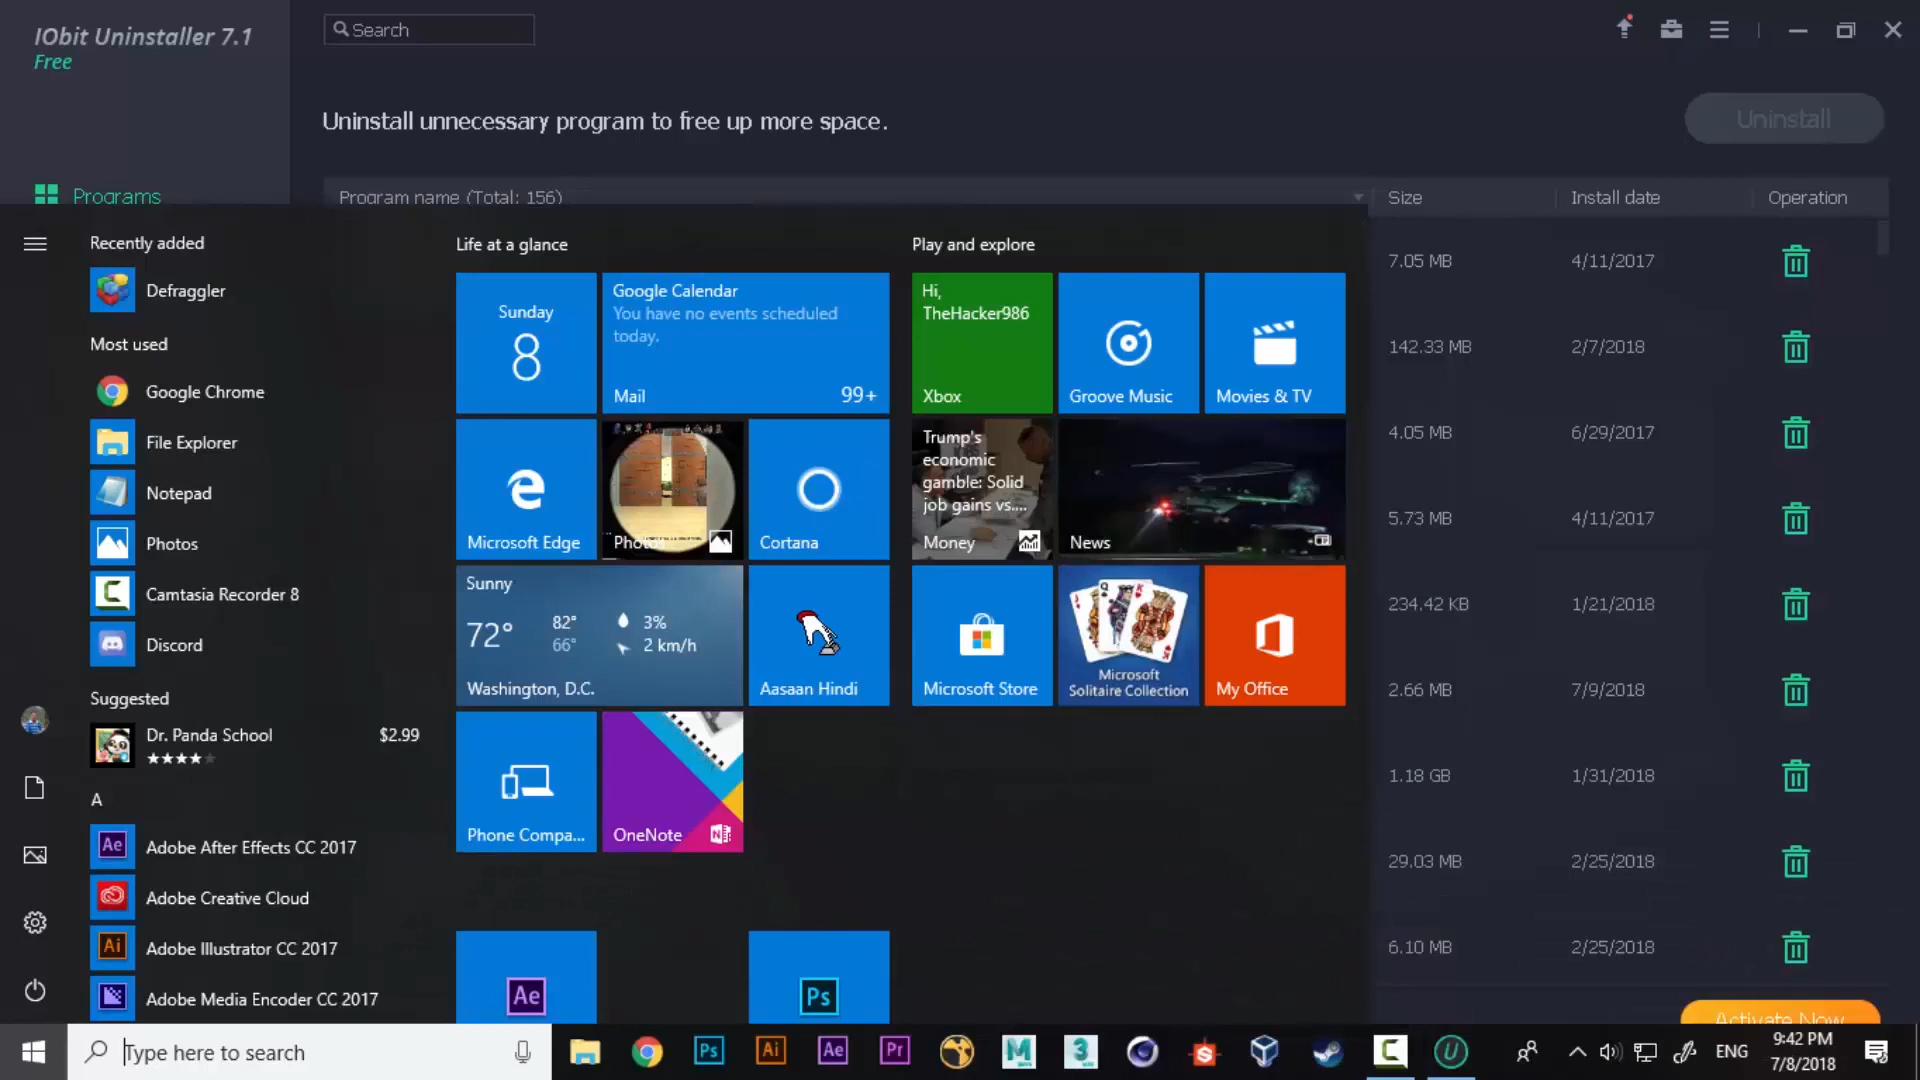 IObit Uninstaller 7.1
Free
Search
Uninstall unnecessary program to free up more space.
Uninstall
Programs
Program name (Total: 156)
Size
Install date
Operation
7.05 MB
4/11/2017
142.33 MB
2/7/2018
4.05 MB
6/29/2017
5.73 MB
4/11/2017
234.42 KB
1/21/2018
2.66 MB
7/9/2018
1.18 GB
1/31/2018
29.03 MB
2/25/2018
6.10 MB
2/25/2018
Activate Now
Recently added
Defraggler
Most used
Google Chrome
File Explorer
Notepad
Photos
Camtasia Recorder 8
Discord
Suggested
Dr. Panda School
$2.99
A
Adobe After Effects CC 2017
Adobe Creative Cloud
Adobe Illustrator CC 2017
Adobe Media Encoder CC 2017
Life at a glance
Sunday
8
Google Calendar
You have no events scheduled
today.
Mail
99+
Microsoft Edge
Photos
Cortana
Sunny
72°
82°
66°
3%
2 km/h
Washington, D.C.
Aasaan Hindi
Phone Compa...
OneNote
Ae
Ps
Play and explore
Hi,
TheHacker986
Xbox
Groove Music
Movies & TV
Trump's
economic
gamble: Solid
job gains vs....
Money
News
Microsoft Store
Microsoft
Solitaire Collection
My Office
Type here to search
Ps
Ai
Ae
Pr
ENG
9:42 PM
7/8/2018